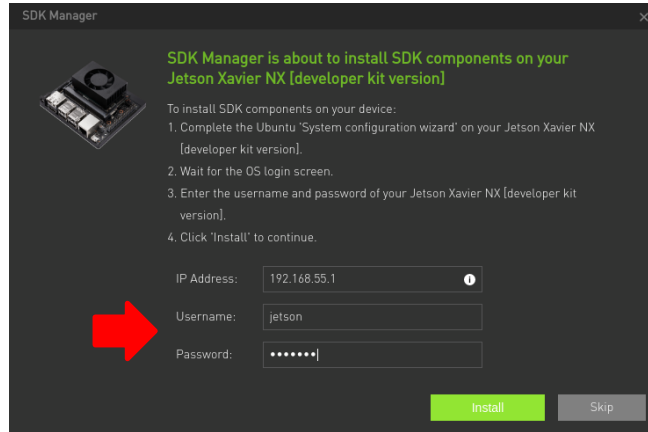 SDK Manager
SDK Manager is about to install SDK components on your
Jetson Xavier NX [developer kit version]
To install SDK components on your device:
1. Complete the Ubuntu 'System configuration wizard' on your Jetson Xavier NX
[developer kit version].
2. Wait for the OS login screen.
3. Enter the username and password of your Jetson Xavier NX [developer kit
version].
4. Click 'Install' to continue.
IP Address: 192.168.55.1
Username: jetson
Password: •••••••
Install Skip